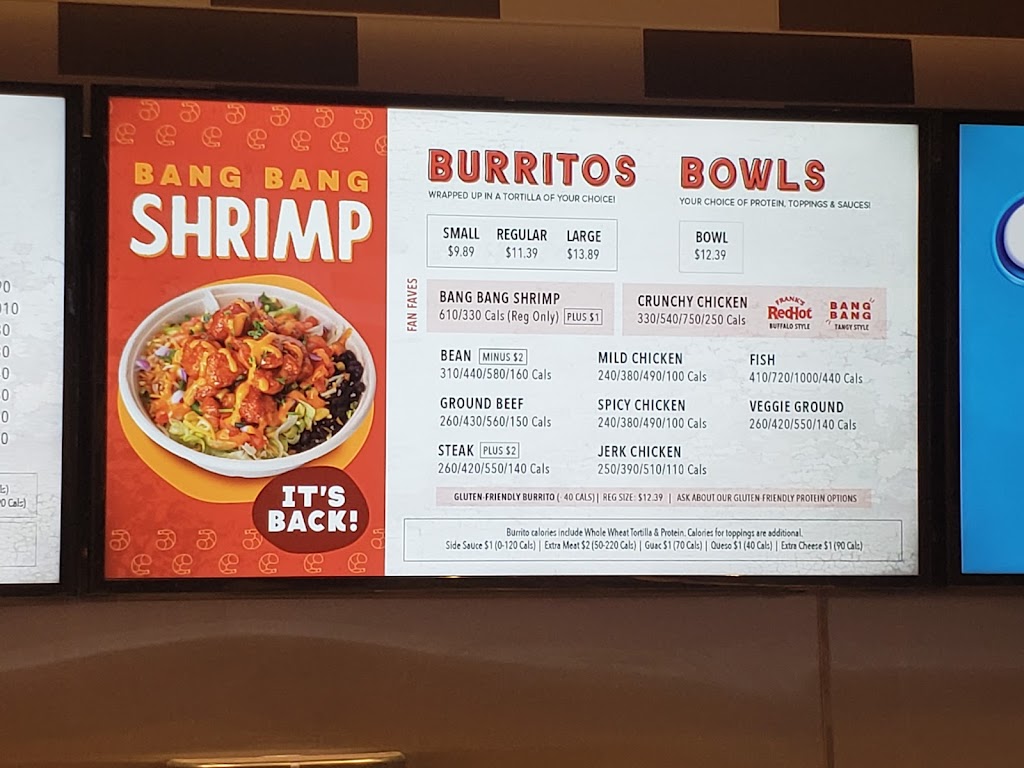 BANG BANG
SHRIMP
IT'S
BACK!
BURRITOS
WRAPPED UP IN A TORTILLA OF YOUR CHOICE!
SMALL REGULAR LARGE
$9.89 $11.39 $13.89
BOWLS
YOUR CHOICE OF PROTEIN, TOPPINGS & SAUCES!
BOWL
$12.39
FAN FAVES
BANG BANG SHRIMP
610/330 Cals (Reg Only) PLUS $1
CRUNCHY CHICKEN
330/540/750/250 Cals
FRANK'S
RedHot
BUFFALO STYLE
BANG
BANG
TANGY STYLE
BEAN MINUS $2
310/440/580/160 Cals
MILD CHICKEN
240/380/490/100 Cals
FISH
410/720/1000/440 Cals
GROUND BEEF
260/430/560/150 Cals
SPICY CHICKEN
240/380/490/100 Cals
VEGGIE GROUND
260/420/550/140 Cals
STEAK PLUS $2
260/420/550/140 Cals
JERK CHICKEN
250/390/510/110 Cals
GLUTEN-FRIENDLY BURRITO (- 40 CALS) | REG SIZE: $12.39 | ASK ABOUT OUR GLUTEN-FRIENDLY PROTEIN OPTIONS
Burrito calories include Whole Wheat Tortilla & Protein. Calories for toppings are additional.
Side Sauce $1 (0-120 Cals) | Extra Meat $2 (50-220 Cals) | Guac $1 (70 Cals) | Queso $1 (40 Cals) | Extra Cheese $1 (90 Cals)